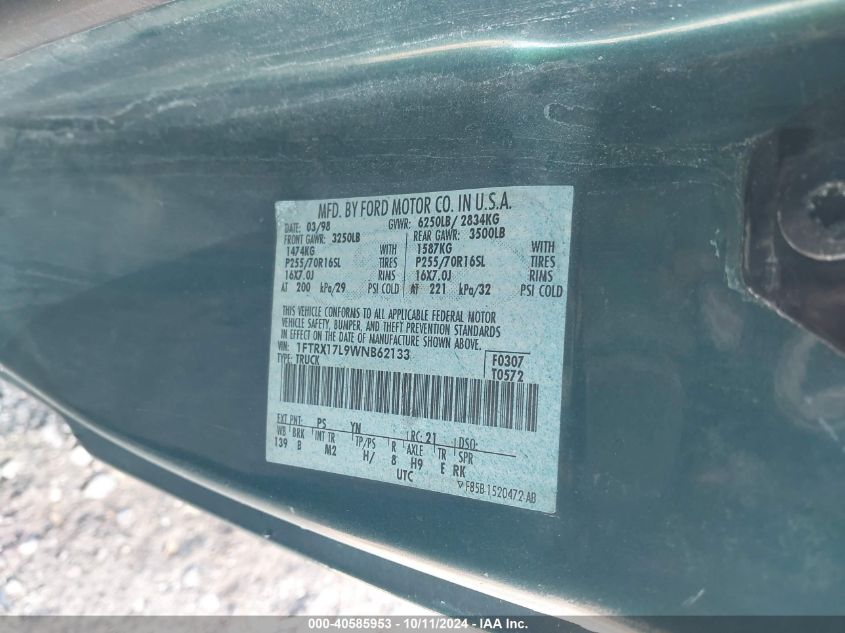 MFD. BY FORD MOTOR CO. IN U.S.A.
DATE: 03/98 GVWR: 6250LB/ 2834KG
FRONT GAWR: 3250LB REAR GAWR: 3500LB
1474KG WITH 1587KG WITH
P255/70R16SL TIRES P255/70R16SL TIRES
16X7.0J RIMS 16X7.0J RIMS
AT 200 kPa/29 PSI COLD AT 221 kPa/32 PSI COLD
THIS VEHICLE CONFORMS TO ALL APPLICABLE FEDERAL MOTOR
VEHICLE SAFETY, BUMPER, AND THEFT PREVENTION STANDARDS
IN EFFECT ON THE DATE OF MANUFACTURE SHOWN ABOVE.
VIN: 1FTRX17L9WNB62133 F0307
TYPE: TRUCK T0572
EXT PNT: PS YN RC: 21 DSO:
WB BRK INT TR TP/PS R AXLE TR SPR
139 B M2 H/ 8 H9 E RK
UTC
F85B-1520472-AB
000-40585953 - 10/11/2024 - IAA Inc.